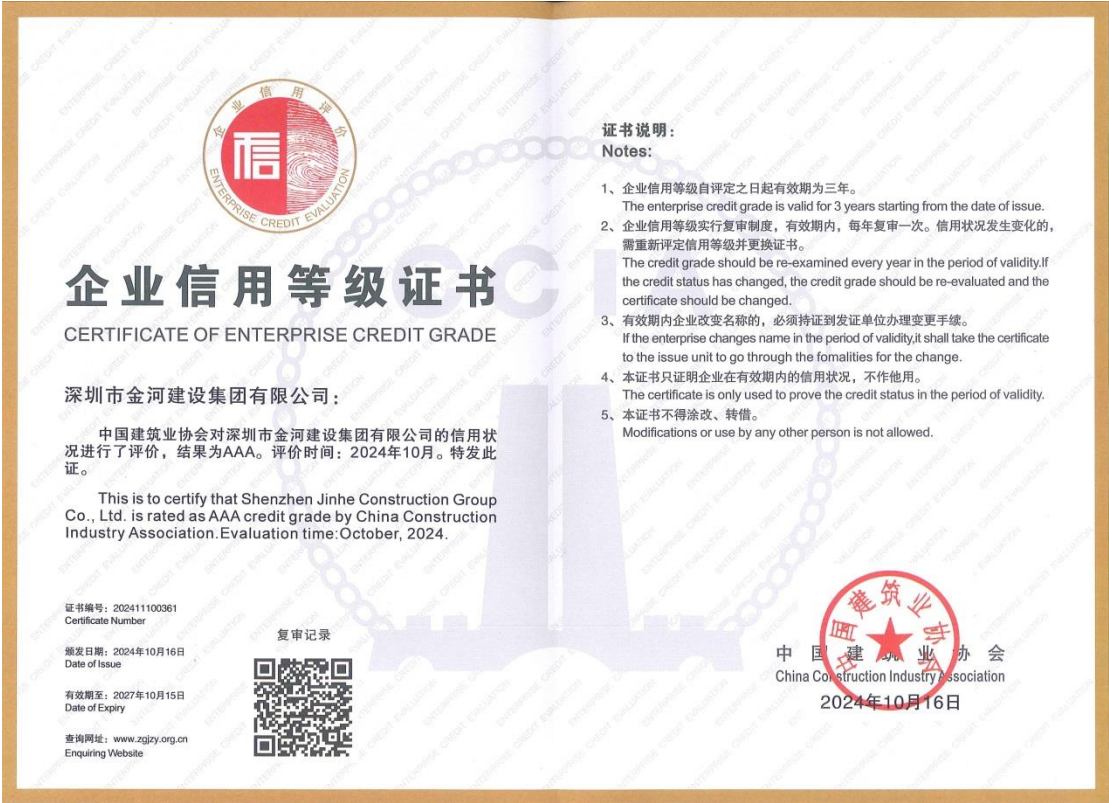 企业信用评价
ENTERPRISE CREDIT EVALUATION
企业信用等级证书
CERTIFICATE OF ENTERPRISE CREDIT GRADE
深圳市金河建设集团有限公司：
中国建筑业协会对深圳市金河建设集团有限公司的信用状
况进行了评价，结果为AAA。评价时间：2024年10月。特发此
证。
This is to certify that Shenzhen Jinhe Construction Group
Co., Ltd. is rated as AAA credit grade by China Construction
Industry Association.Evaluation time:October, 2024.
证书编号：202411100361
Certificate Number
颁发日期：2024年10月16日
Date of Issue
有效期至：2027年10月15日
Date of Expiry
查询网址：www.zgjzy.org.cn
Enquiring Website
复审记录
证书说明：
Notes:
1、企业信用等级自评定之日起有效期为三年。
The enterprise credit grade is valid for 3 years starting from the date of issue.
2、企业信用等级实行复审制度，有效期内，每年复审一次。信用状况发生变化的，
需重新评定信用等级并更换证书。
The credit grade should be re-examined every year in the period of validity.If
the credit status has changed, the credit grade should be re-evaluated and the
certificate should be changed.
3、有效期内企业改变名称的，必须持证到发证单位办理变更手续。
If the enterprise changes name in the period of validity,it shall take the certificate
to the issue unit to go through the fomalities for the change.
4、本证书只证明企业在有效期内的信用状况，不作他用。
The certificate is only used to prove the credit status in the period of validity.
5、本证书不得涂改、转借。
Modifications or use by any other person is not allowed.
中国建筑业协会
中国建筑业协会
China Construction Industry Association
2024年10月16日